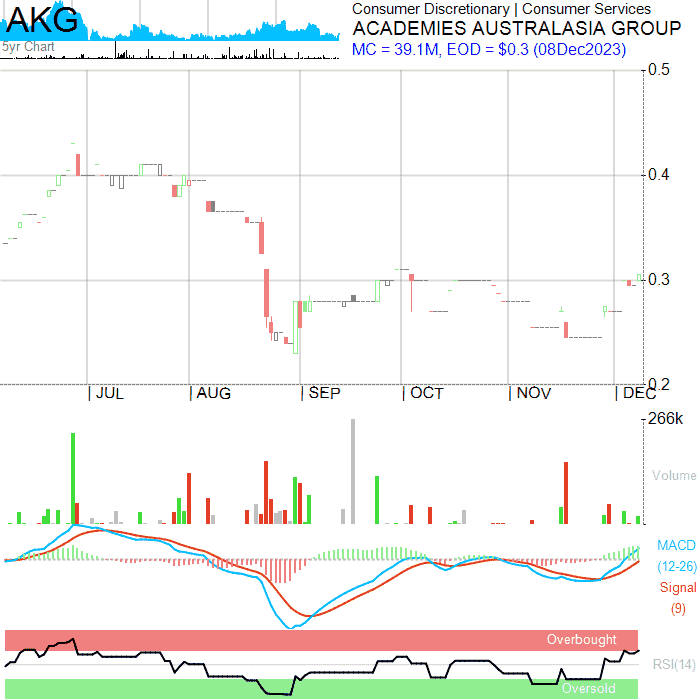 AKG
5yr Chart
Consumer Discretionary | Consumer Services
ACADEMIES AUSTRALASIA GROUP
MC = 39.1M, EOD = $0.3 (08Dec2023)
0.5
0.4
0.3
0.2
JUL AUG SEP OCT NOV DEC
266k
Volume
MACD
(12-26)
Signal
(9)
Overbought
RSI(14)
Oversold